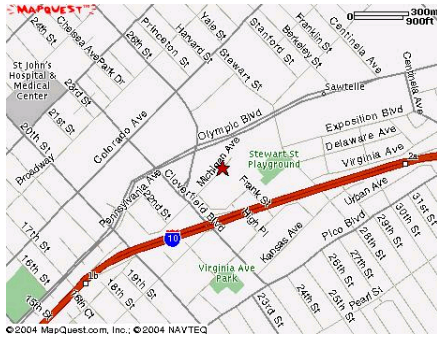 MAPQUEST
300m
0
900ft
24th St
Chelsea Ave
Park Dr
26th St
Princeton St
Harvard St
Yale St
Stewart St
Stanford St
Berkeley St
Franklin St
Centinela Ave
Centinela Ave
St John's
Hospital &
Medical
Center
23rd St
21st St
20th St
Broadway
Colorado Ave
Sawtelle
Olympic Blvd
Exposition Blvd
Delaware Ave
Virginia Ave
2a
Michigan Ave
Stewart St
Playground
Pennsylvania Ave
22nd St
Cloverfield Blvd
Frank St
High Pl
Urban Ave
Kansas Ave
Pico Blvd
28th St
29th St
30th St
31st St
17th St
16th St
15th St
10
1b
16th Ct
18th St
19th St
Virginia Ave
Park
23rd St
24th St
25th St
26th St
27th St
Pearl St
©2004 MapQuest.com, Inc.; ©2004 NAVTEQ